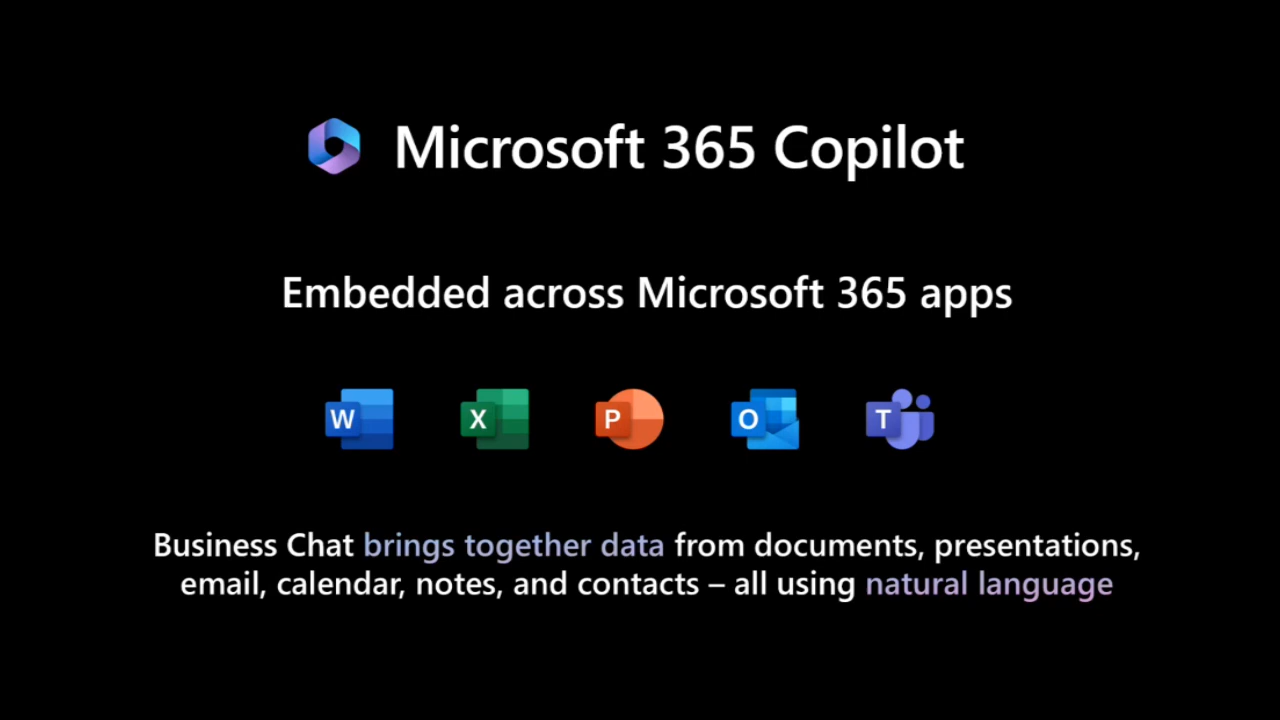 Microsoft 365 Copilot
Embedded across Microsoft 365 apps
W X P O T
Business Chat brings together data from documents, presentations,
email, calendar, notes, and contacts – all using natural language